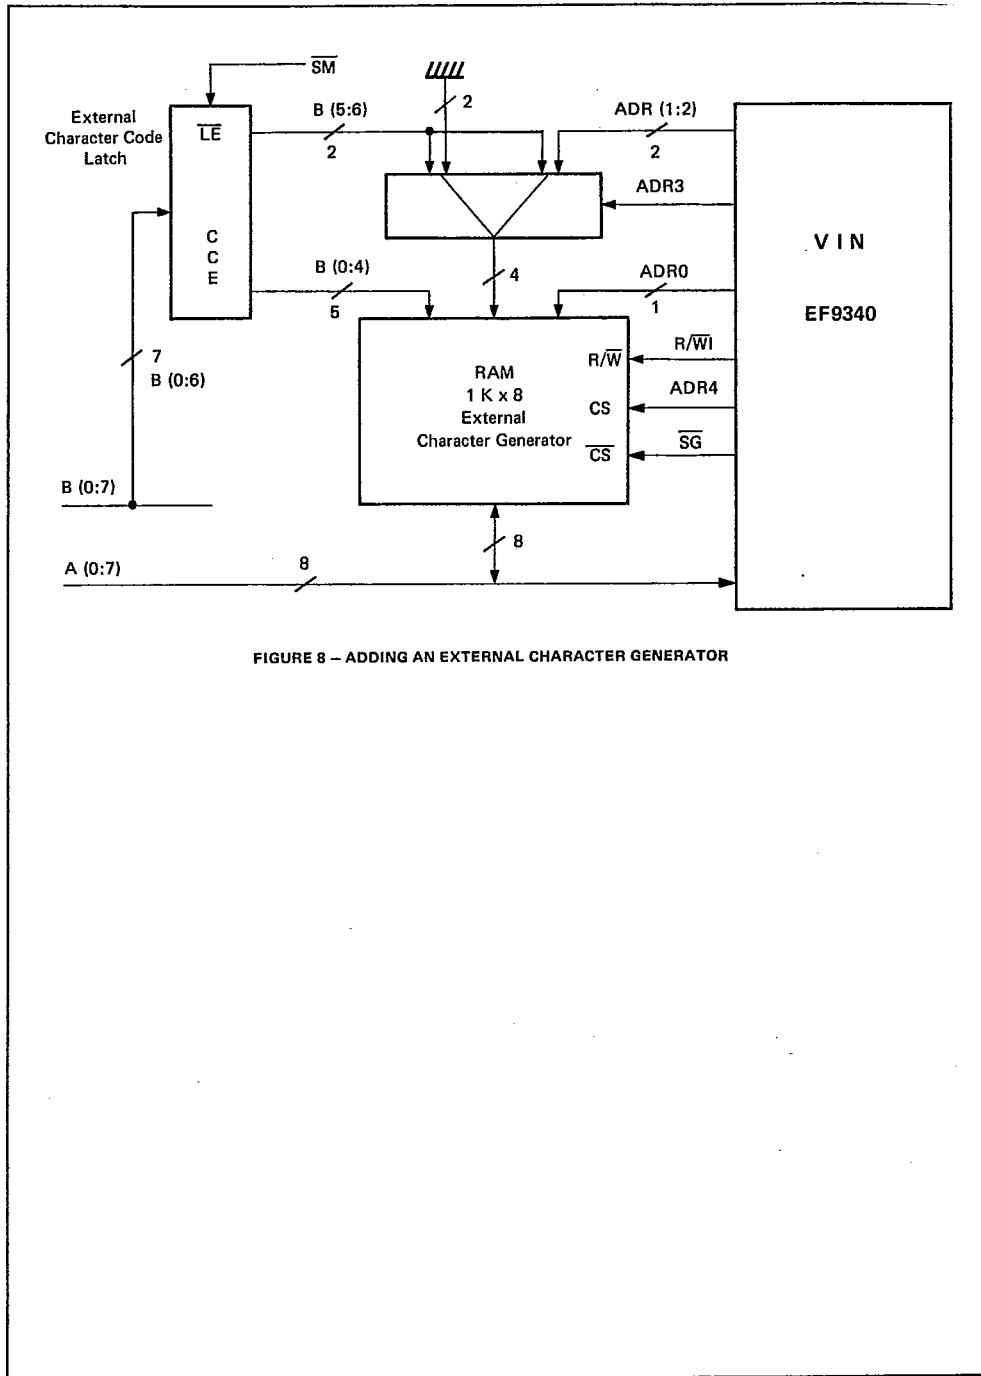 SM
External
Character Code
Latch
LE
B (5:6)
2
2
ADR (1:2)
2
ADR3
VIN
EF9340
C
C
E
B (0:4)
5
4
ADR0
1
7
B (0:6)
RAM
1 K x 8
External
Character Generator
R/W
CS
CS
R/WI
ADR4
SG
B (0:7)
A (0:7)
8
8
FIGURE 8 – ADDING AN EXTERNAL CHARACTER GENERATOR